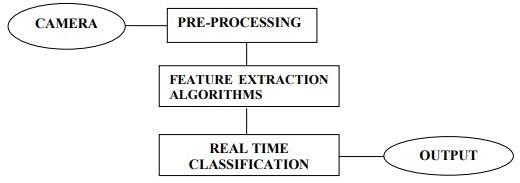 CAMERA
PRE-PROCESSING
FEATURE EXTRACTION
ALGORITHMS
REAL TIME
CLASSIFICATION
OUTPUT